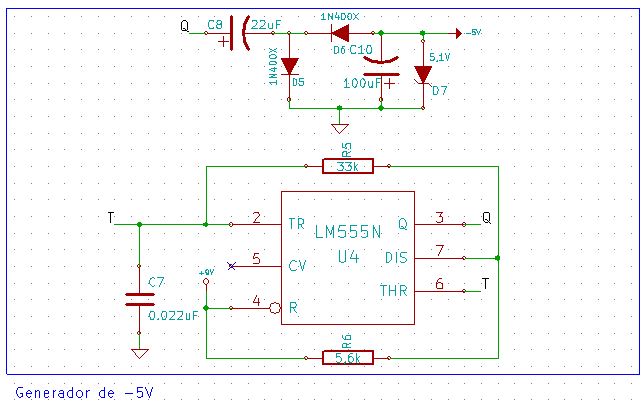 Q
C8
22uF
1N400X
-5V
D6
C10
1N400X
D5
100uF
5,1V
D7
R5
33k
T
2
TR
LM555N
U4
Q
3
Q
5
CV
DIS
7
+9V
C7
0.022uF
4
R
THR
6
T
R6
5.6k
Generador de -5V